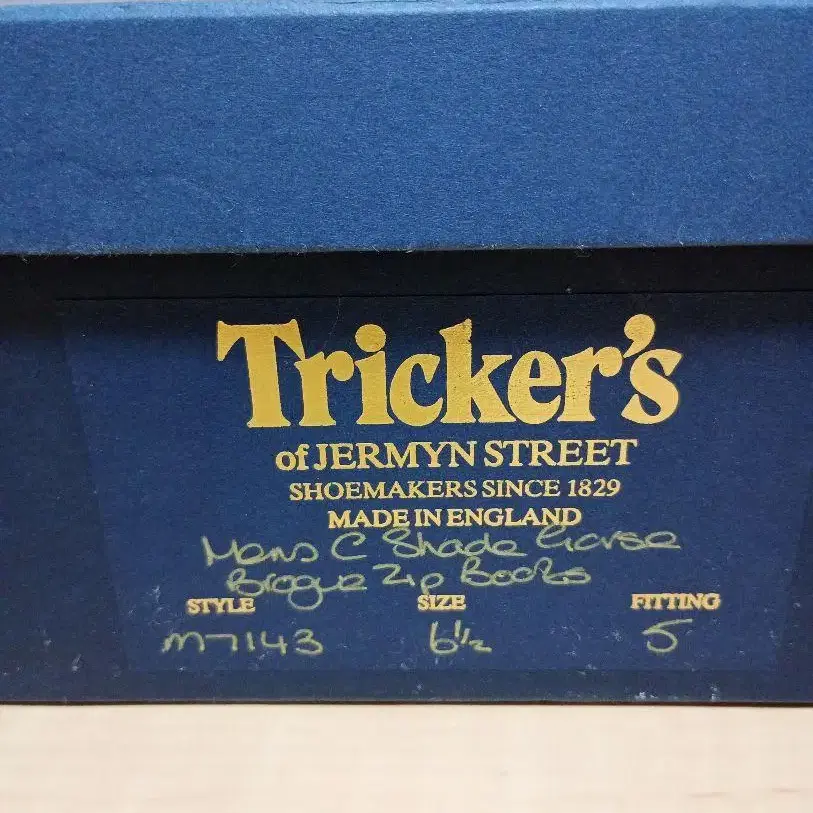 Tricker's
of JERMYN STREET
SHOEMAKERS SINCE 1829
MADE IN ENGLAND
Mens C Shade Gorse
Brogue Zip Boots
STYLE SIZE FITTING
M7143 6½ 5